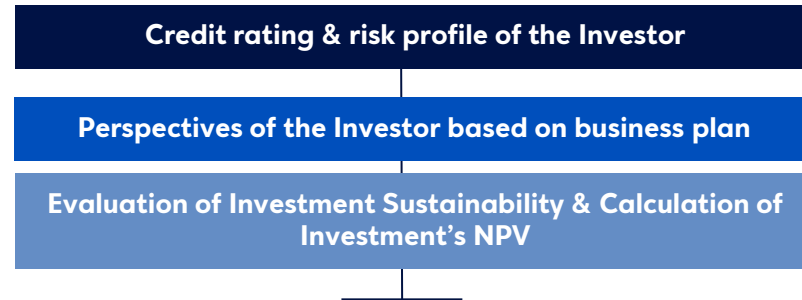 Credit rating & risk profile of the Investor
Perspectives of the Investor based on business plan
Evaluation of Investment Sustainability & Calculation of
Investment's NPV